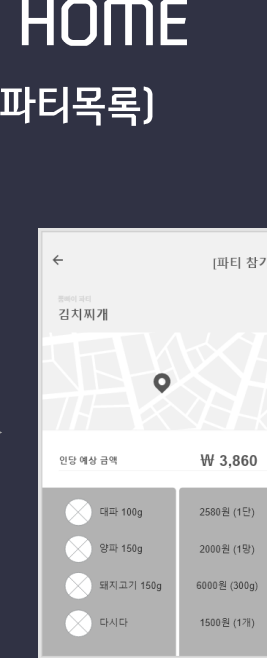 HOME
파티목록)
[파티 참가
김치찌개
인당 예상 금액 ₩ 3,860
대파 100g 2580원 (1단)
양파 150g 2000원 (1망)
돼지고기 150g 6000원 (300g)
다시다 1500원 (1개)